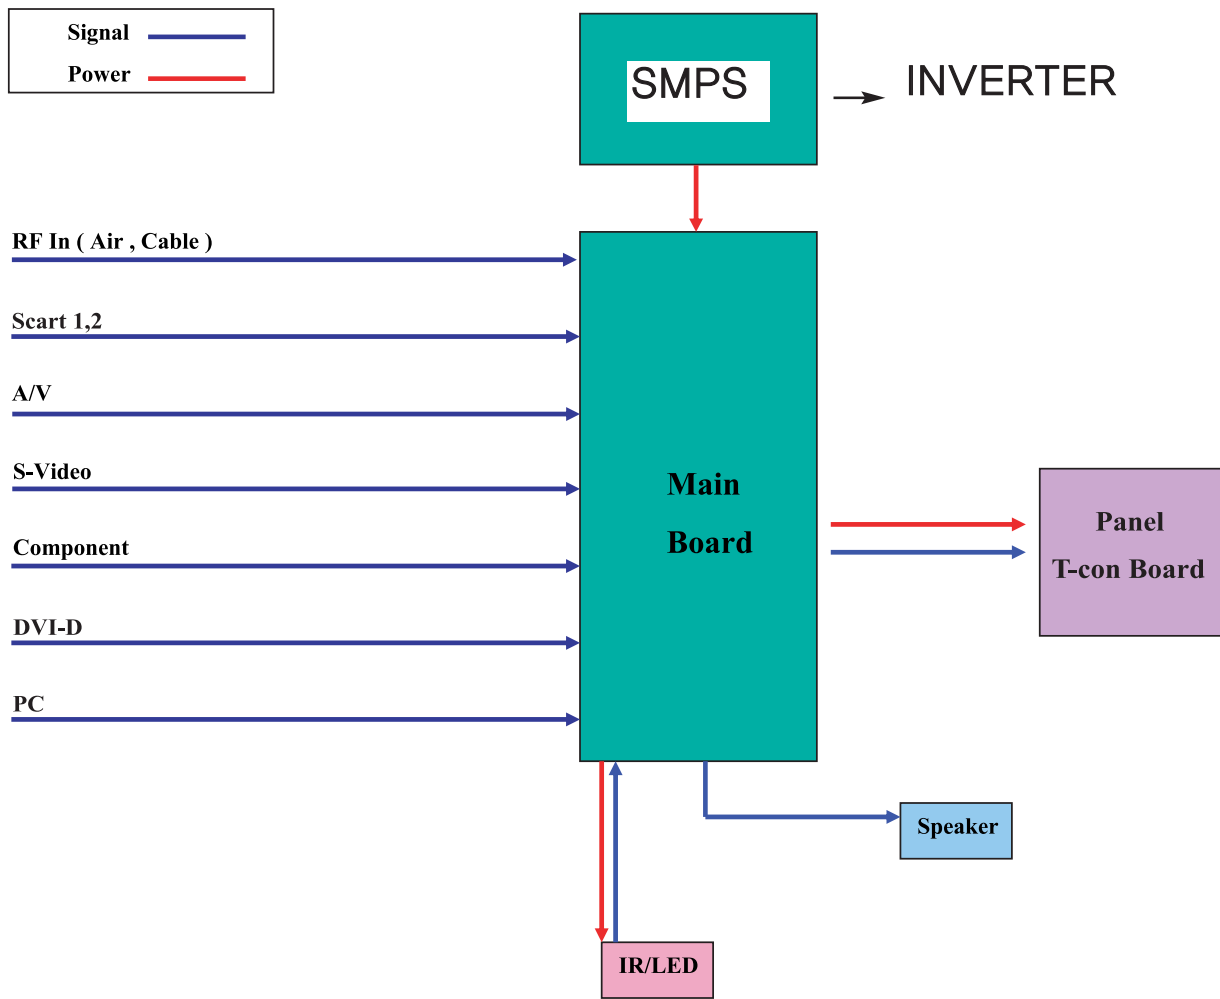 Signal
Power
SMPS
INVERTER
RF In ( Air , Cable )
Scart 1,2
A/V
S-Video
Component
DVI-D
PC
Main
Board
Panel
T-con Board
Speaker
IR/LED